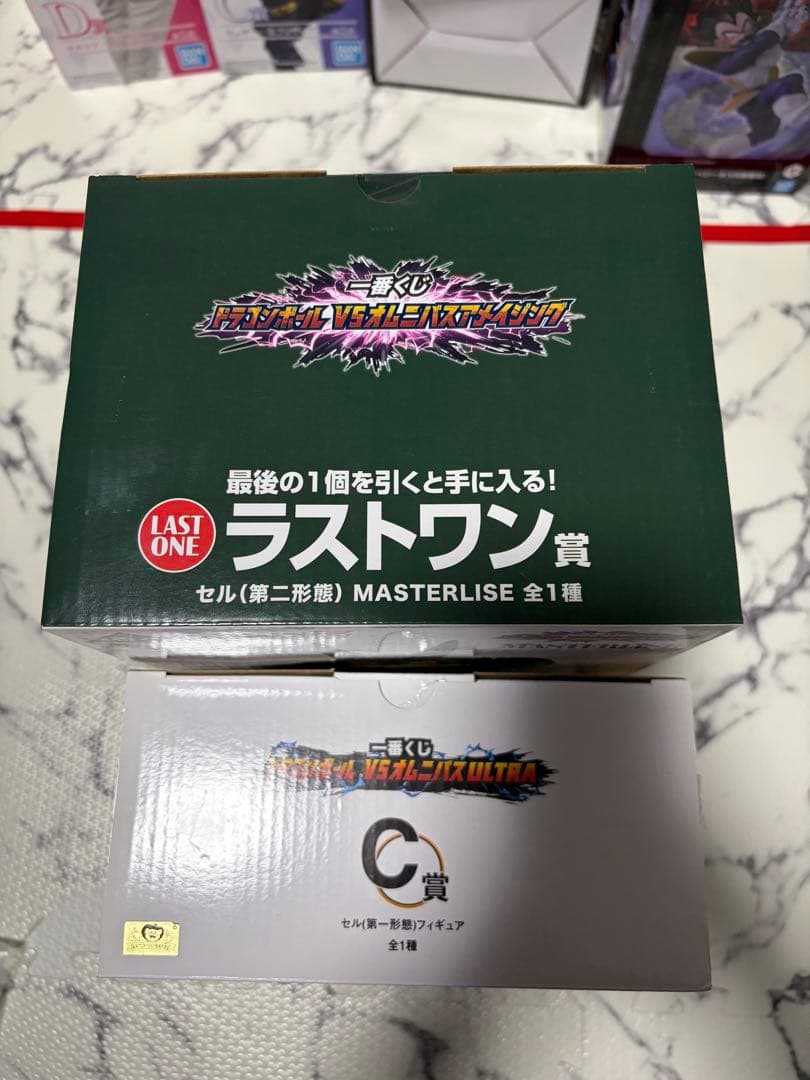 D賞
一番くじ
ドラゴンボール VSオムニバスアメイジング
最後の1個を引くと手に入る!
LAST
ONE
ラストワン賞
セル(第二形態) MASTERLISE 全1種
一番くじ
ドラゴンボール VSオムニバスULTRA
C賞
セル(第一形態)フィギュア
全1種